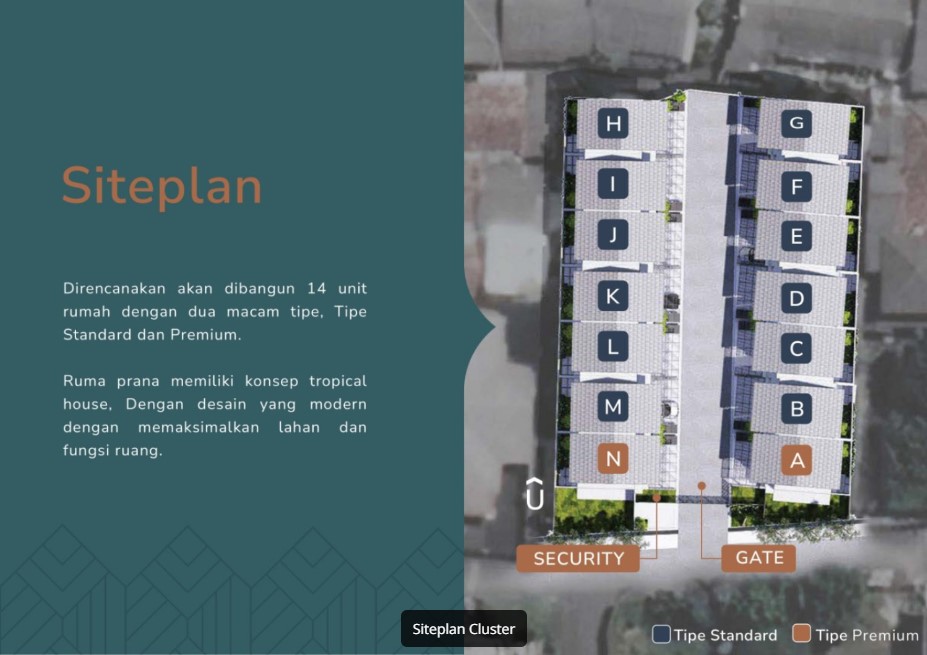 Siteplan
Direncanakan akan dibangun 14 unit
rumah dengan dua macam tipe, Tipe
Standard dan Premium.
Ruma prana memiliki konsep tropical
house, Dengan desain yang modern
dengan memaksimalkan lahan dan
fungsi ruang.
H
G
I
F
J
E
K
D
L
C
M
B
N
A
U
SECURITY
GATE
Siteplan Cluster
Tipe Standard
Tipe Premium